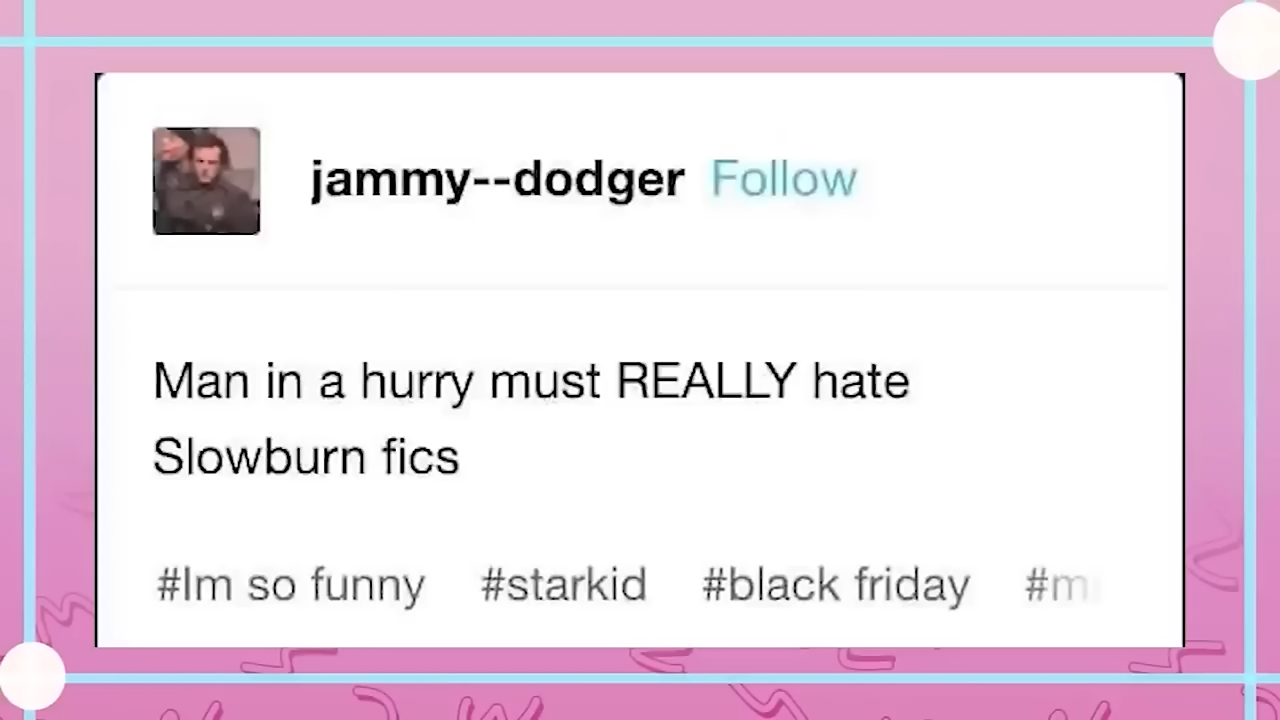 jammy--dodger Follow
Man in a hurry must REALLY hate
Slowburn fics
#Im so funny #starkid #black friday